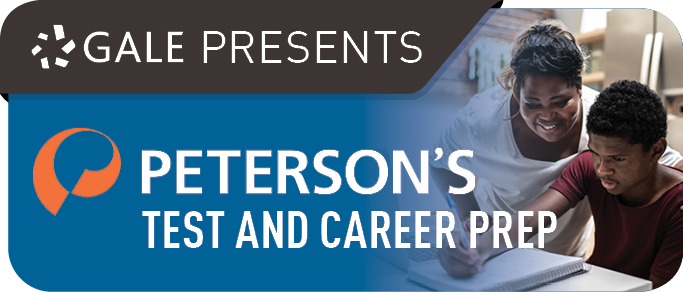 GALE PRESENTS
PETERSON'S
TEST AND CAREER PREP